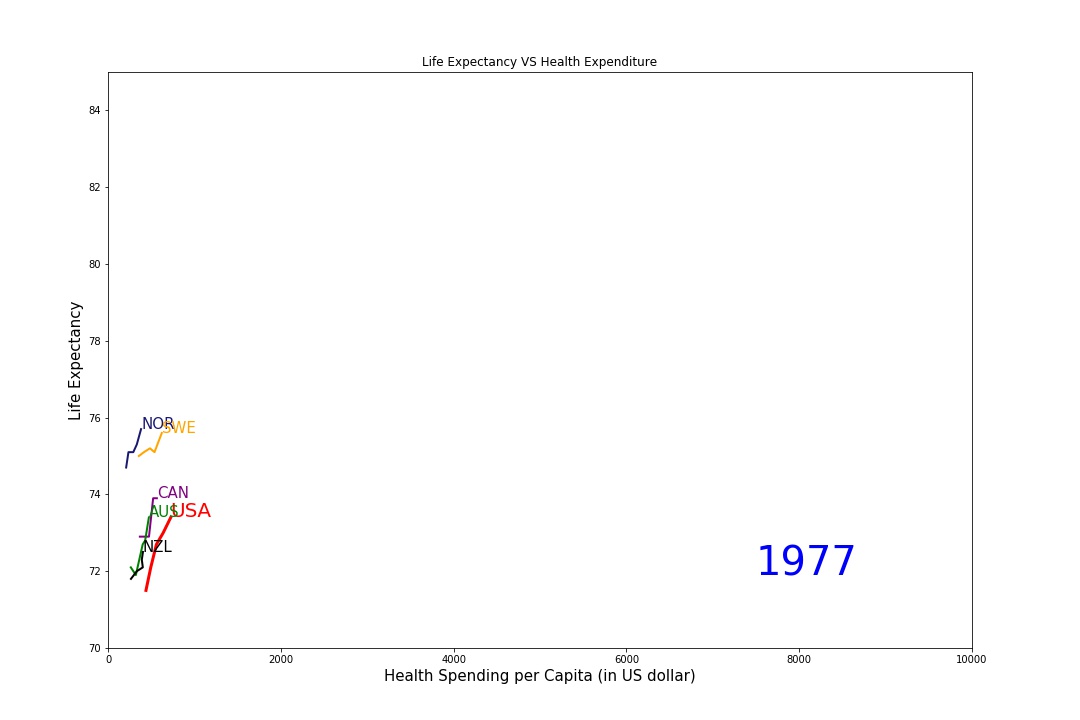 Life Expectancy VS Health Expenditure
84
82
80
78
76
74
72
70
Life Expectancy
NOR
SWE
CAN
AUS
USA
NZL
1977
0
2000
4000
6000
8000
10000
Health Spending per Capita (in US dollar)